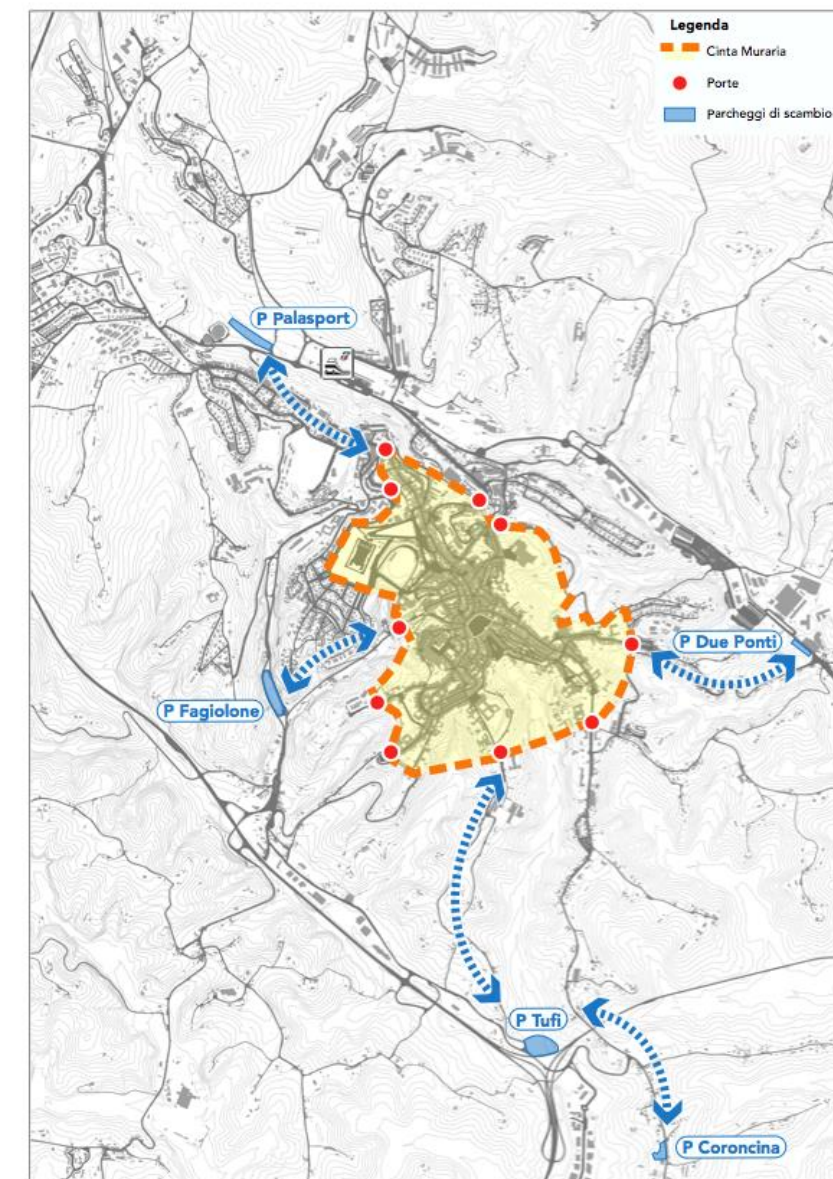 Legenda
Cinta Muraria
Porte
Parcheggi di scambio
P Palasport
P Due Ponti
P Fagiolone
P Tufi
P Coroncina